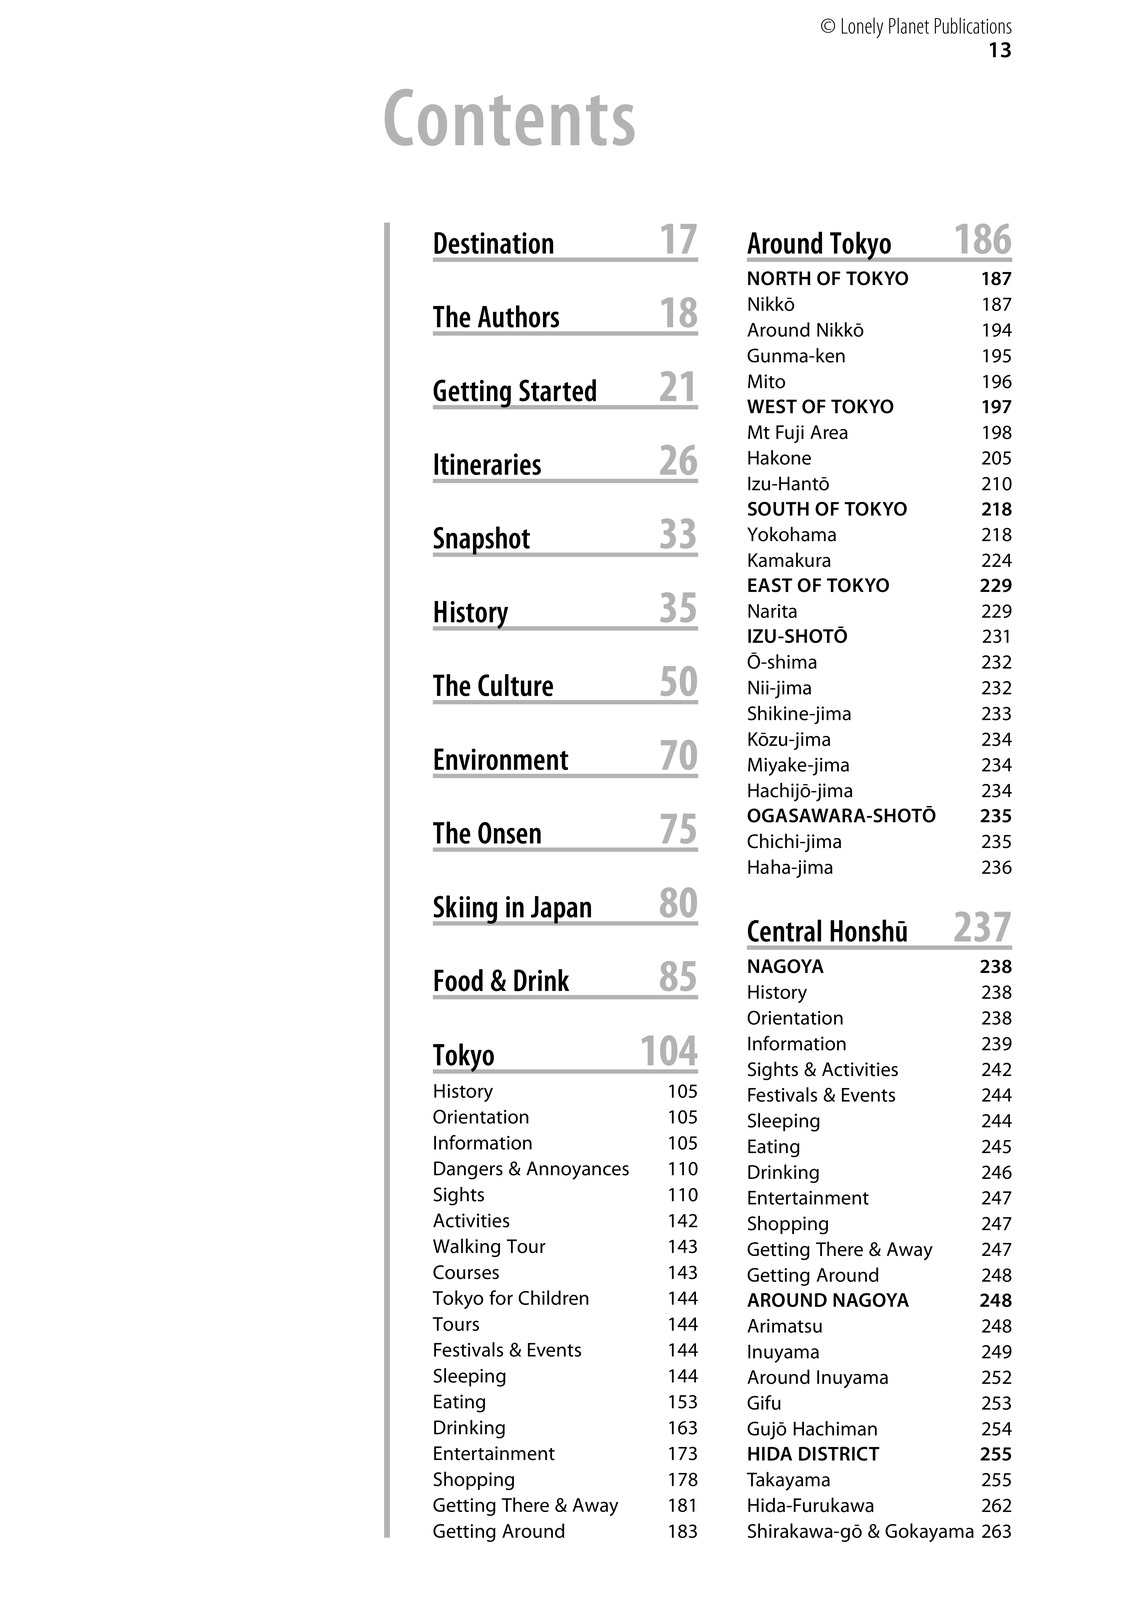 © Lonely Planet Publications
13
Contents
Destination 17
The Authors 18
Getting Started 21
Itineraries 26
Snapshot 33
History 35
The Culture 50
Environment 70
The Onsen 75
Skiing in Japan 80
Food & Drink 85
Tokyo 104
History 105
Orientation 105
Information 105
Dangers & Annoyances 110
Sights 110
Activities 142
Walking Tour 143
Courses 143
Tokyo for Children 144
Tours 144
Festivals & Events 144
Sleeping 144
Eating 153
Drinking 163
Entertainment 173
Shopping 178
Getting There & Away 181
Getting Around 183
Around Tokyo 186
NORTH OF TOKYO 187
Nikkō 187
Around Nikkō 194
Gunma-ken 195
Mito 196
WEST OF TOKYO 197
Mt Fuji Area 198
Hakone 205
Izu-Hantō 210
SOUTH OF TOKYO 218
Yokohama 218
Kamakura 224
EAST OF TOKYO 229
Narita 229
IZU-SHOTŌ 231
Ō-shima 232
Nii-jima 232
Shikine-jima 233
Kōzu-jima 234
Miyake-jima 234
Hachijō-jima 234
OGASAWARA-SHOTŌ 235
Chichi-jima 235
Haha-jima 236
Central Honshū 237
NAGOYA 238
History 238
Orientation 238
Information 239
Sights & Activities 242
Festivals & Events 244
Sleeping 244
Eating 245
Drinking 246
Entertainment 247
Shopping 247
Getting There & Away 247
Getting Around 248
AROUND NAGOYA 248
Arimatsu 248
Inuyama 249
Around Inuyama 252
Gifu 253
Gujō Hachiman 254
HIDA DISTRICT 255
Takayama 255
Hida-Furukawa 262
Shirakawa-gō & Gokayama 263